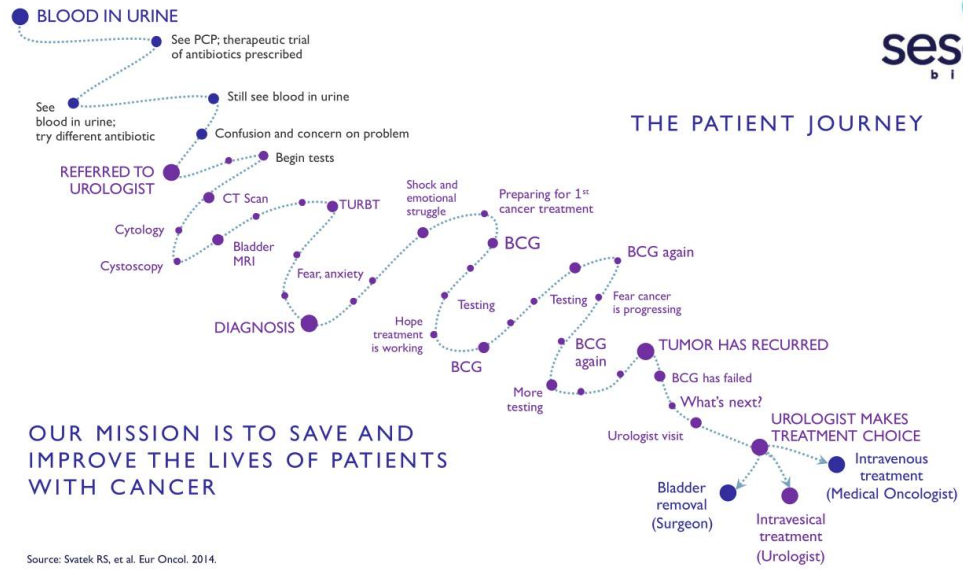 BLOOD IN URINE
See PCP; therapeutic trial
of antibiotics prescribed
See
blood in urine;
try different antibiotic
Still see blood in urine
Confusion and concern on problem
ses
bi
THE PATIENT JOURNEY
REFERRED TO
UROLOGIST
Begin tests
CT Scan
Cytology
Cystoscopy
Bladder
MRI
TURBT
Fear, anxiety
DIAGNOSIS
Shock and
emotional
struggle
Preparing for 1st
cancer treatment
BCG
Testing
Hope
treatment
is working
BCG
Testing
BCG again
Fear cancer
is progressing
BCG
again
More
testing
TUMOR HAS RECURRED
BCG has failed
What's next?
Urologist visit
UROLOGIST MAKES
TREATMENT CHOICE
Intravenous
treatment
(Medical Oncologist)
Bladder
removal
(Surgeon)
Intravesical
treatment
(Urologist)
OUR MISSION IS TO SAVE AND
IMPROVE THE LIVES OF PATIENTS
WITH CANCER
Source: Svatek RS, et al. Eur Oncol. 2014.